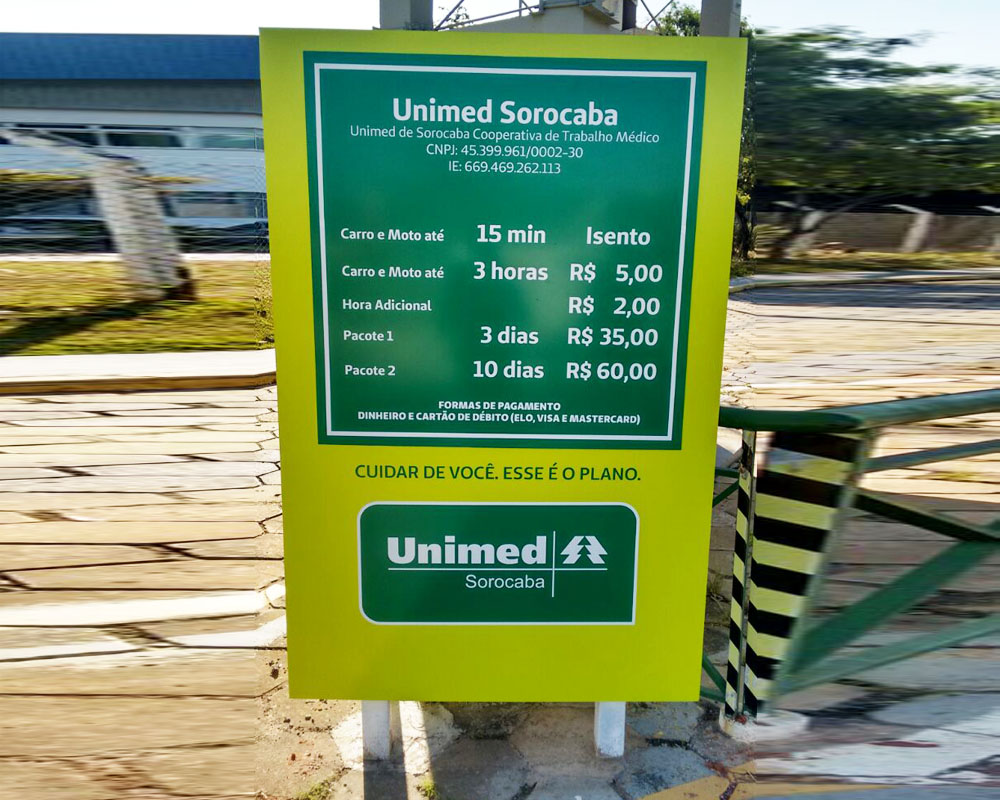 Unimed Sorocaba
Unimed de Sorocaba Cooperativa de Trabalho Médico
CNPJ: 45.399.961/0002-30
IE: 669.469.262.113
Carro e Moto até 15 min Isento
Carro e Moto até 3 horas R$ 5,00
Hora Adicional R$ 2,00
Pacote 1 3 dias R$ 35,00
Pacote 2 10 dias R$ 60,00
FORMAS DE PAGAMENTO
DINHEIRO E CARTÃO DE DÉBITO (ELO, VISA E MASTERCARD)
CUIDAR DE VOCÊ. ESSE É O PLANO.
Unimed
Sorocaba